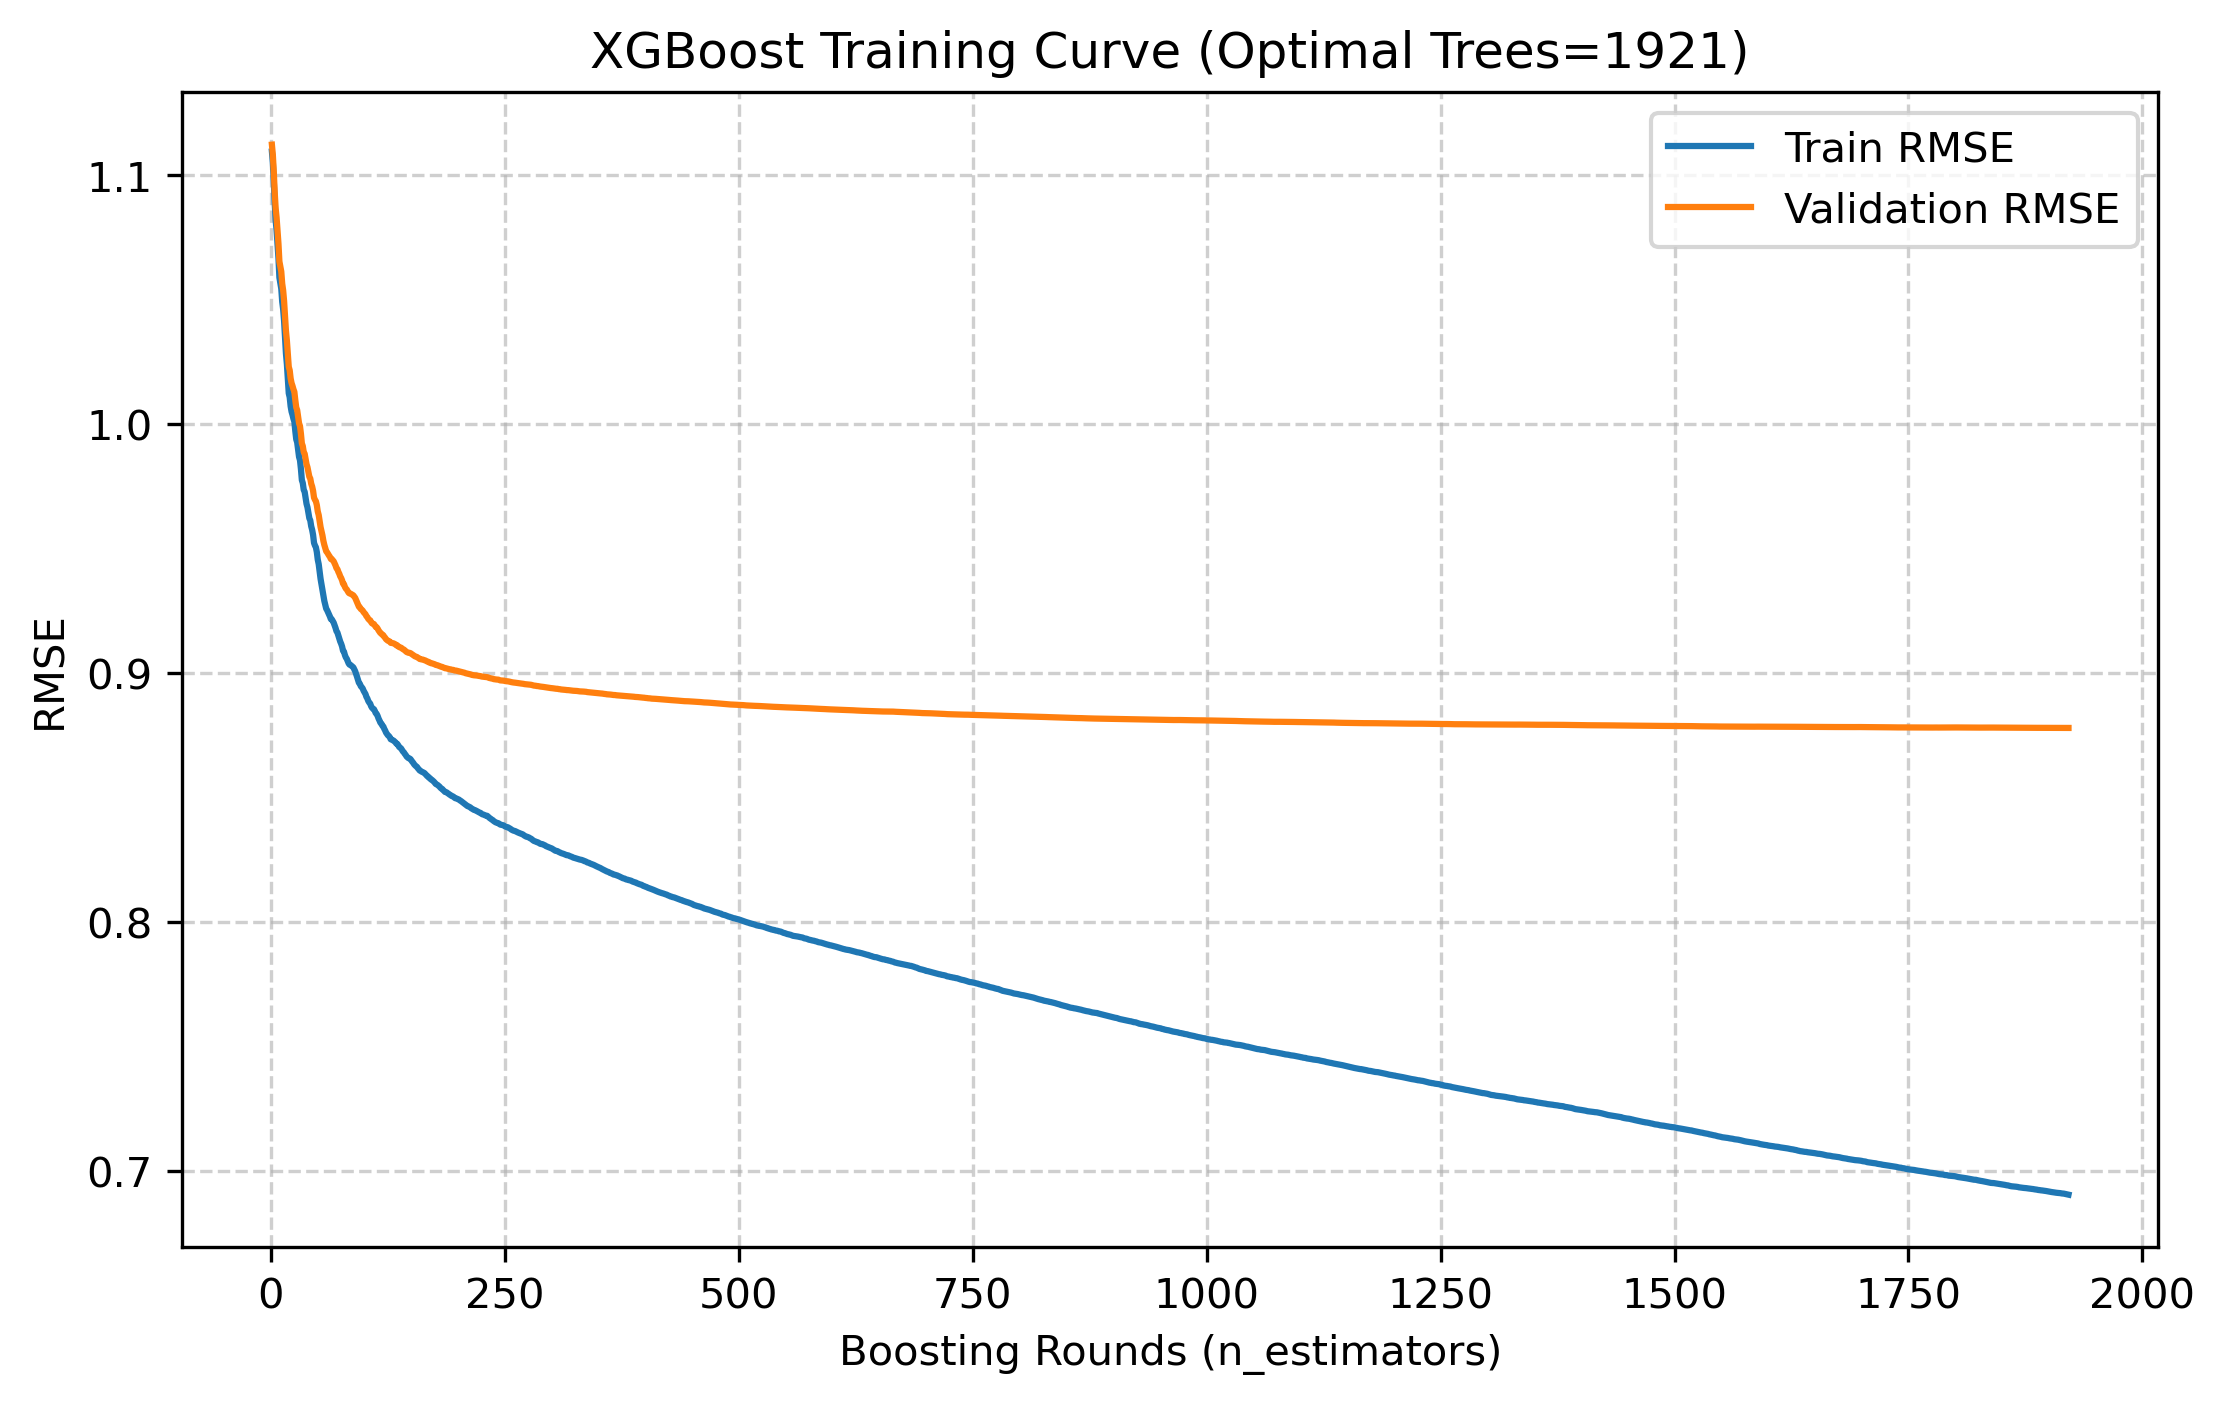 XGBoost Training Curve (Optimal Trees=1921)
Train RMSE
Validation RMSE
RMSE
1.1
1.0
0.9
0.8
0.7
0 250 500 750 1000 1250 1500 1750 2000
Boosting Rounds (n_estimators)